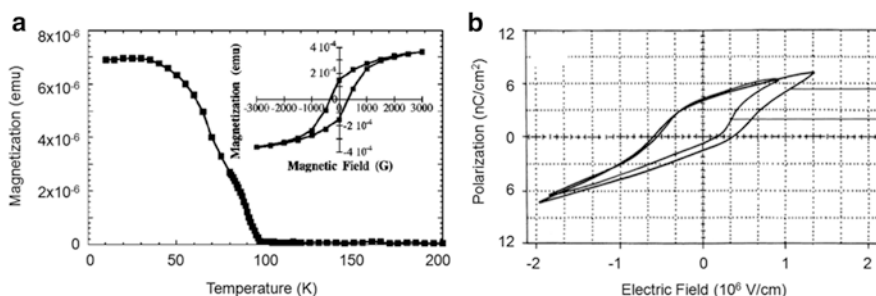 a
Magnetization (emu)
8x10-6
6x10-6
4x10-6
2x10-6
0
0
50
100
150
200
Temperature (K)
Magnetization (emu)
4 10-4
2 10-4
-3000
-2000
-1000
0
1000
2000
3000
-2 10-4
-4 10-4
Magnetic Field (G)
b
Polarization (nC/cm2)
12
6
0
6
12
-2
-1
0
1
2
Electric Field (106 V/cm)